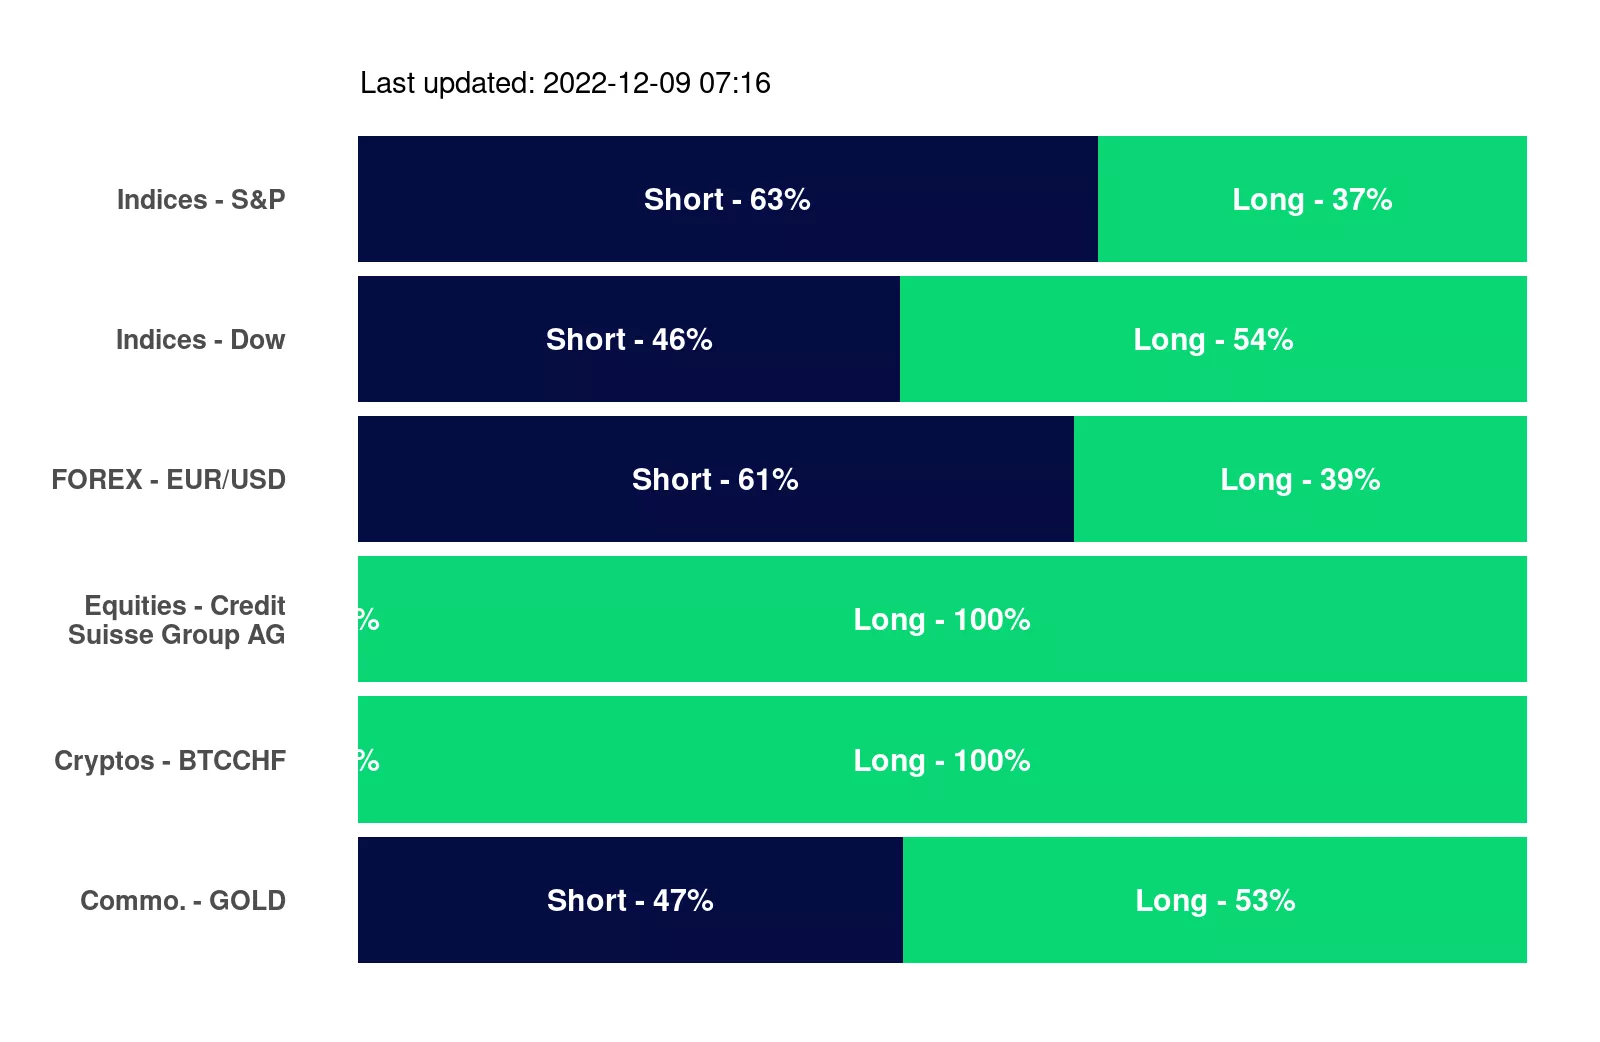 Last updated: 2022-12-09 07:16
Indices - S&P
Short - 63%
Long - 37%
Indices - Dow
Short - 46%
Long - 54%
FOREX - EUR/USD
Short - 61%
Long - 39%
Equities - Credit
Suisse Group AG
%
Long - 100%
Cryptos - BTCCHF
%
Long - 100%
Commo. - GOLD
Short - 47%
Long - 53%